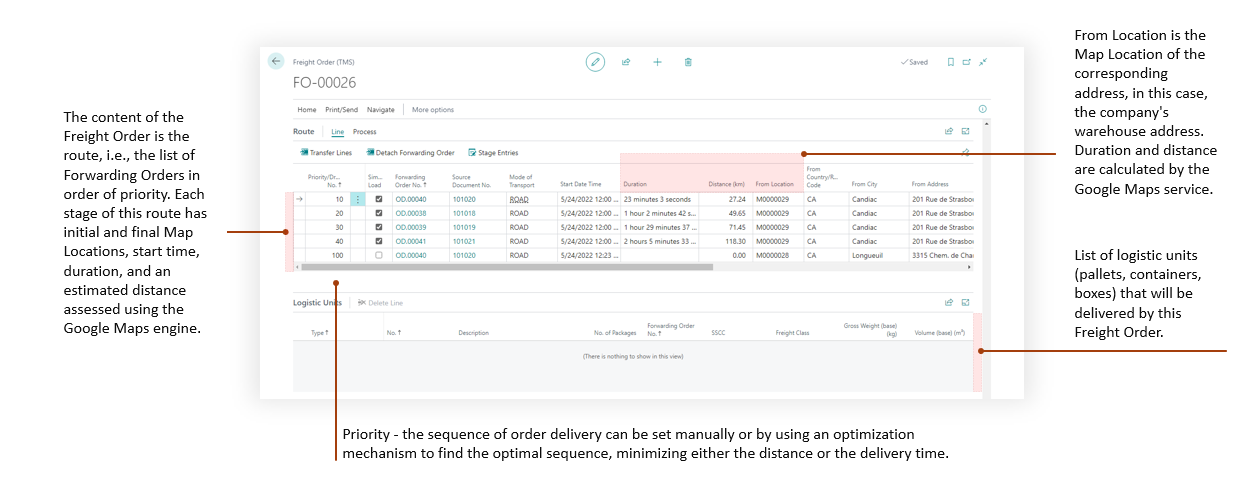 From Location is the
Map Location of the
corresponding
address, in this case,
the company's
warehouse address.
Duration and distance
are calculated by the
Google Maps service.
The content of the
Freight Order is the
route, i.e., the list of
Forwarding Orders in
order of priority. Each
stage of this route has
initial and final Map
Locations, start time,
duration, and an
estimated distance
assessed using the
Google Maps engine.
Freight Order (TMS)
Saved
FO-00026
Home Print/Send Navigate More options
Route Line Process
Transfer Lines Detach Forwarding Order Stage Entries
Priority/Dr... No. ↑ Sim... Load Forwarding Order No. ↑ Source Document No. Mode of Transport Start Date Time Duration Distance (km) From Location From Country/R... Code From City From Address
10 OD.00040 101020 ROAD 5/24/2022 12:00 ... 23 minutes 3 seconds 27.24 M0000029 CA Candiac 201 Rue de Strasbo
20 OD.00038 101018 ROAD 5/24/2022 12:00 ... 1 hour 2 minutes 42 s... 49.65 M0000029 CA Candiac 201 Rue de Strasbo
30 OD.00039 101019 ROAD 5/24/2022 12:00 ... 1 hour 29 minutes 37 ... 71.45 M0000029 CA Candiac 201 Rue de Strasbo
40 OD.00041 101021 ROAD 5/24/2022 12:00 ... 2 hours 5 minutes 33 ... 118.30 M0000029 CA Candiac 201 Rue de Strasbo
100 OD.00040 101020 ROAD 5/24/2022 12:23 ... 0.00 M0000028 CA Longueuil 3315 Chem. de Cha
Logistic Units Delete Line
Type ↑ No. ↑ Description No. of Packages Forwarding Order No. ↑ SSCC Freight Class Gross Weight (base) (kg) Volume (base) (m³)
(There is nothing to show in this view)
List of logistic units
(pallets, containers,
boxes) that will be
delivered by this
Freight Order.
Priority - the sequence of order delivery can be set manually or by using an optimization
mechanism to find the optimal sequence, minimizing either the distance or the delivery time.